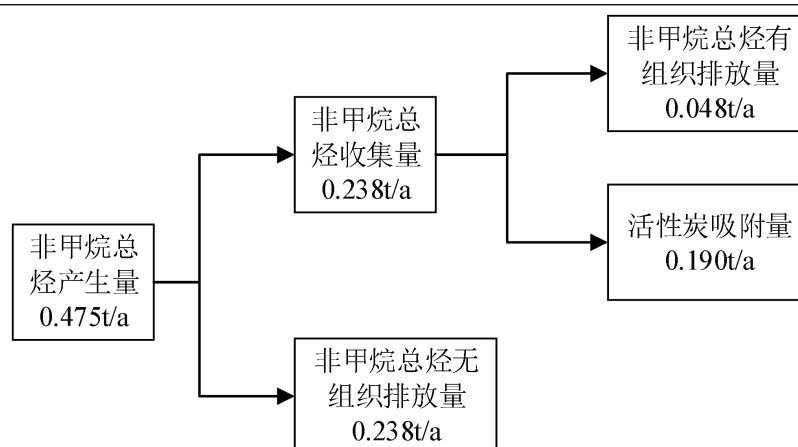 非甲烷总烃有
组织排放量
0.048t/a
非甲烷总
烃收集量
0.238t/a
活性炭吸附量
0.190t/a
非甲烷总
烃产生量
0.475t/a
非甲烷总烃无
组织排放量
0.238t/a